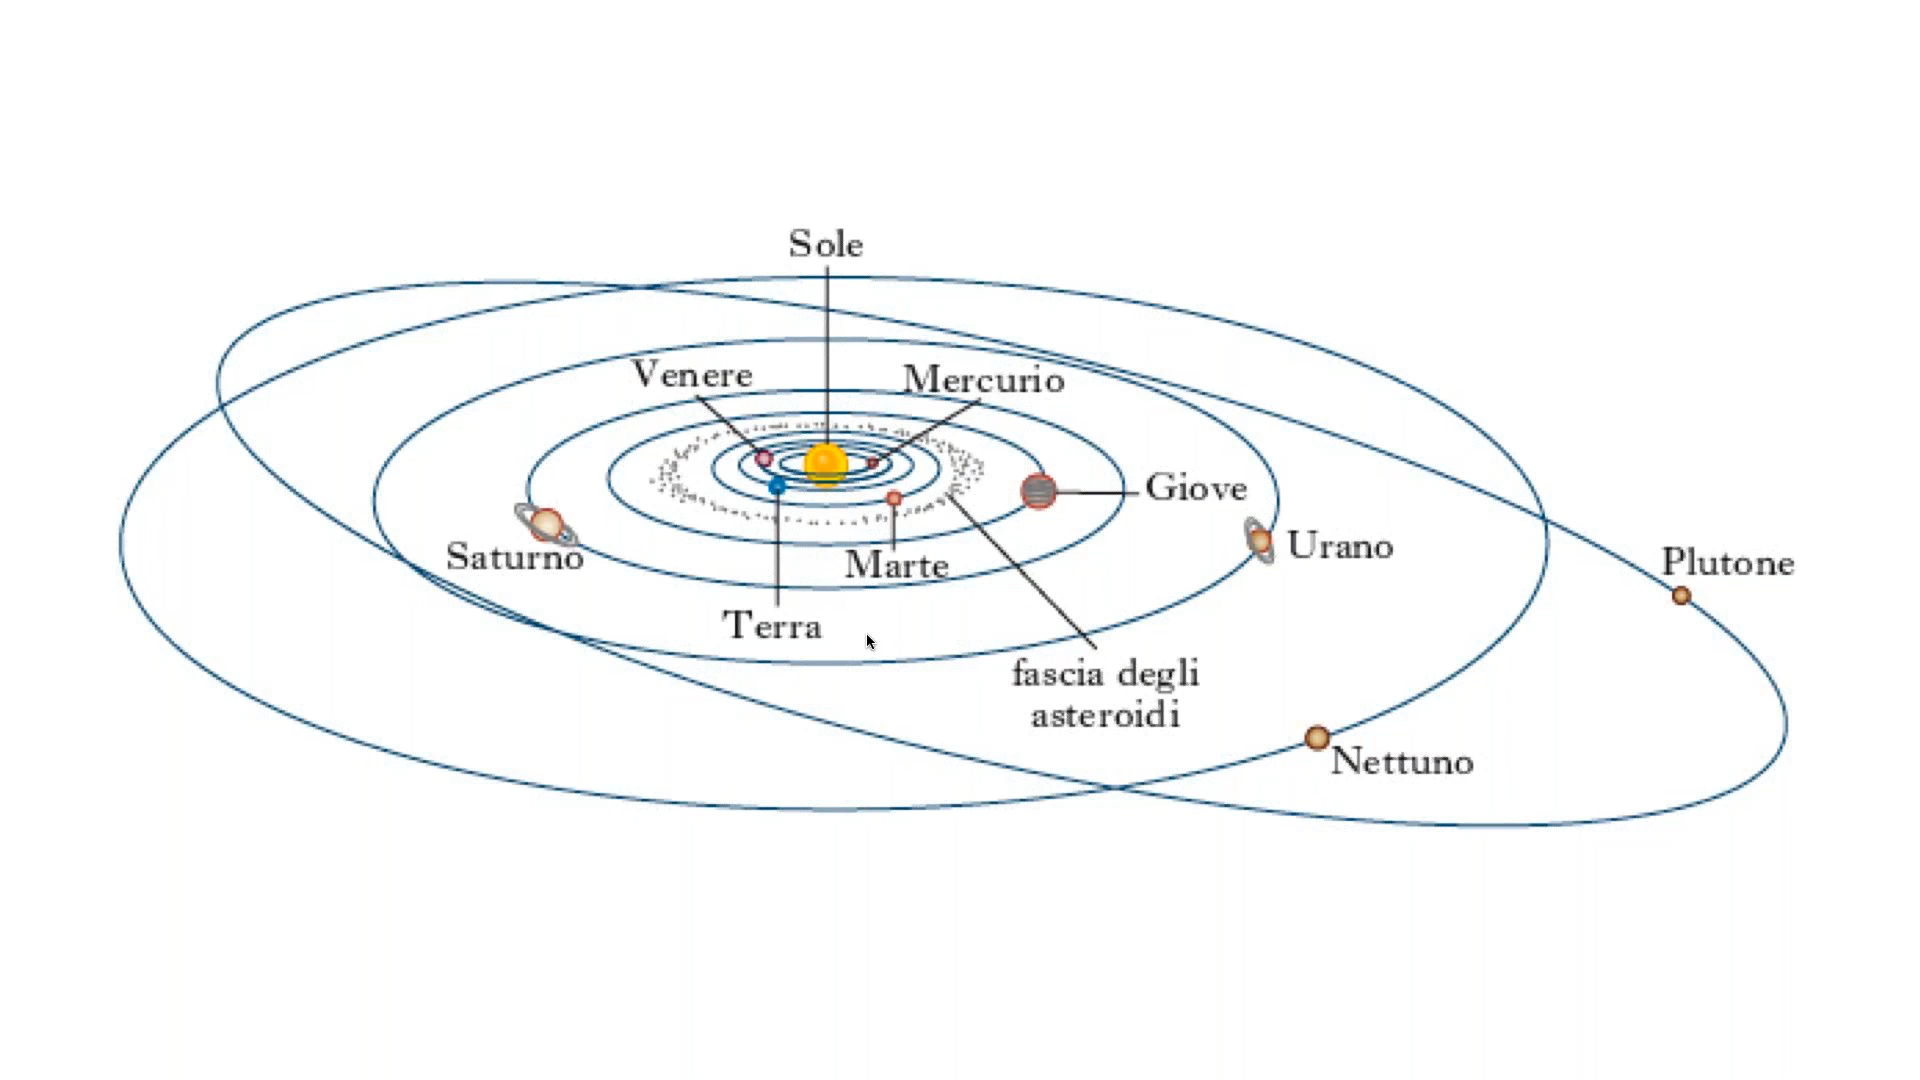 Sole
Venere
Mercurio
Giove
Saturno
Urano
Marte
Plutone
Terra
fascia degli
asteroidi
Nettuno